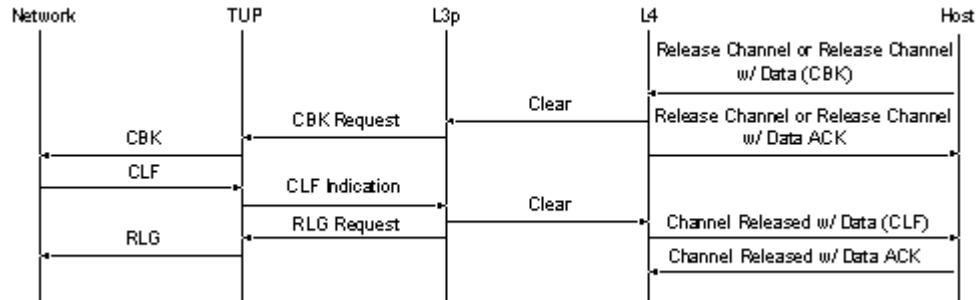 Network TUP L3p L4 Host
Release Channel or Release Channel
w/ Data (CBK)
Clear
CBK Request
Release Channel or Release Channel
w/ Data ACK
CBK
CLF
CLF Indication
Clear
RLG Request
Channel Released w/ Data (CLF)
RLG
Channel Released w/ Data ACK